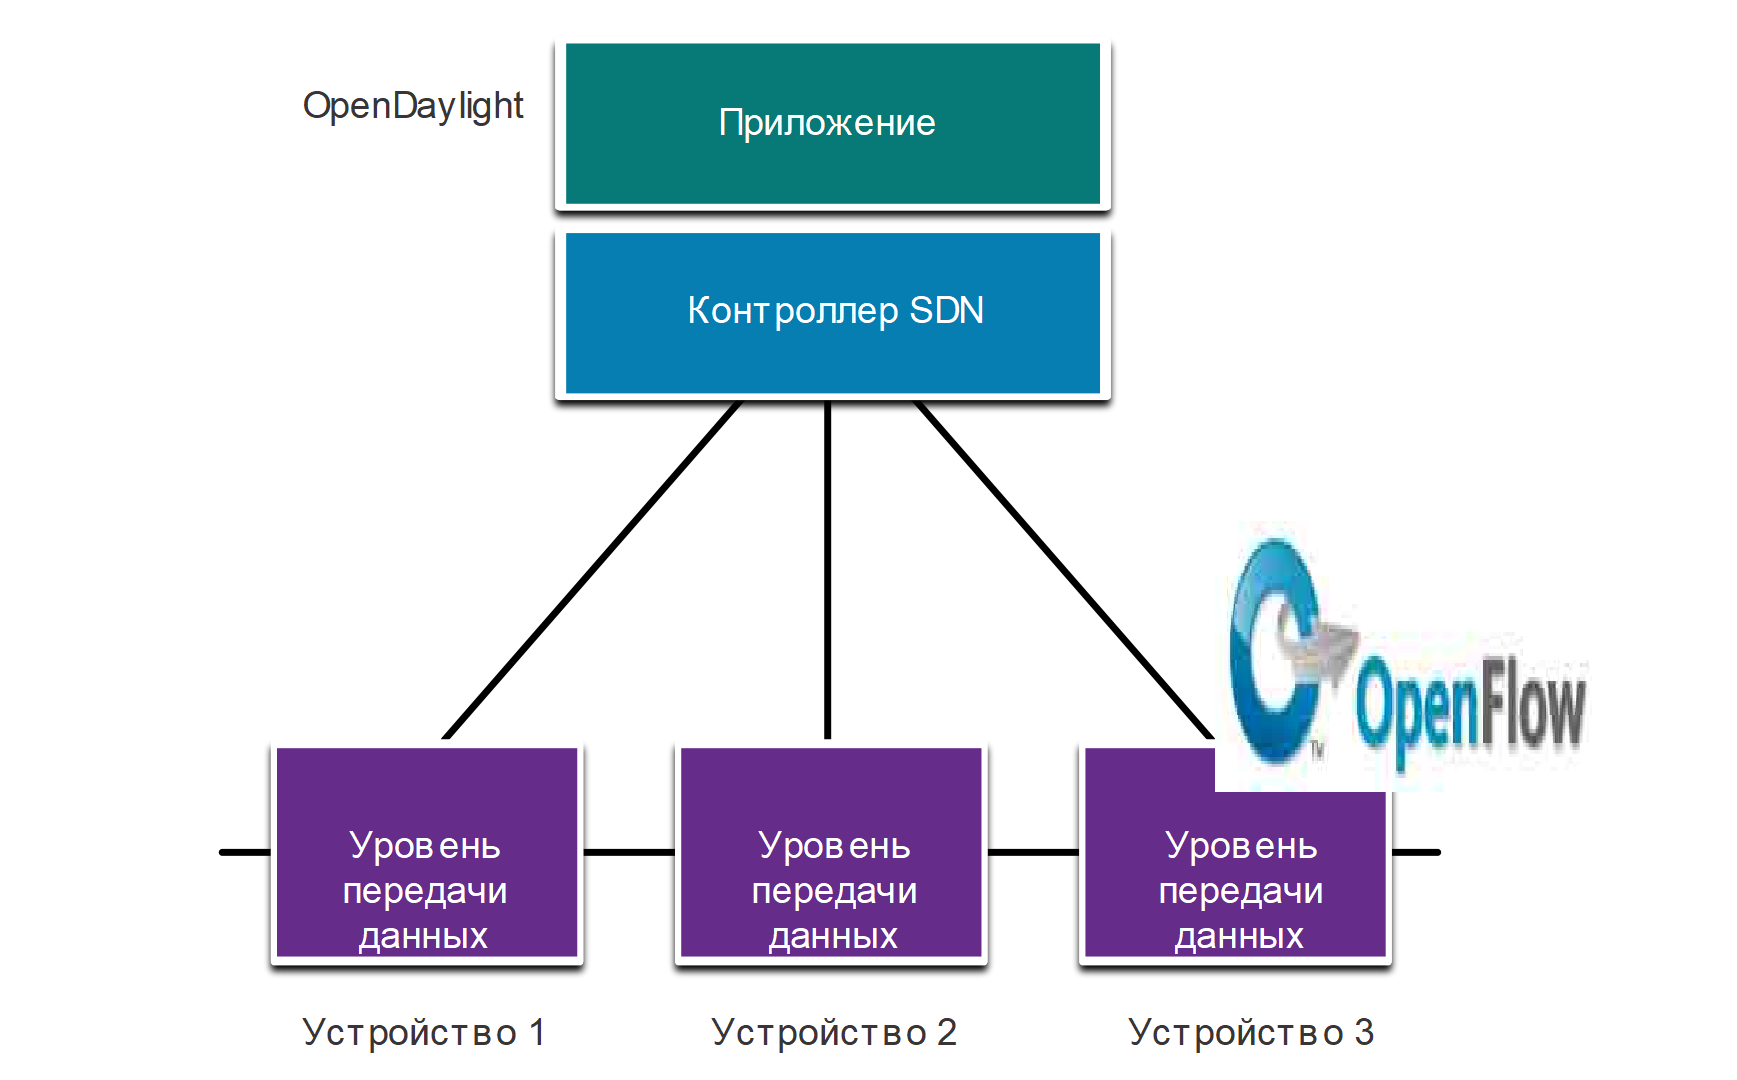 OpenDaylight
Приложение
Контроллер SDN
TM
OpenFlow
Уровень
передачи
данных
Уровень
передачи
данных
Уровень
передачи
данных
Устройство 1
Устройство 2
Устройство 3